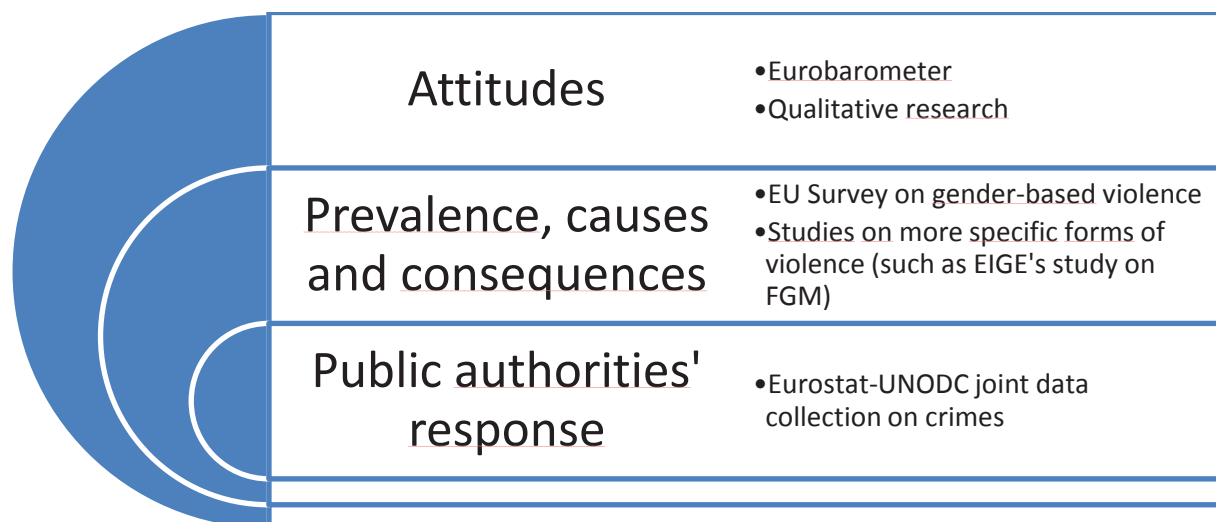 Attitudes
•Eurobarometer
•Qualitative research
Prevalence, causes
and consequences
•EU Survey on gender-based violence
•Studies on more specific forms of
violence (such as EIGE's study on
FGM)
Public authorities'
response
•Eurostat-UNODC joint data
collection on crimes